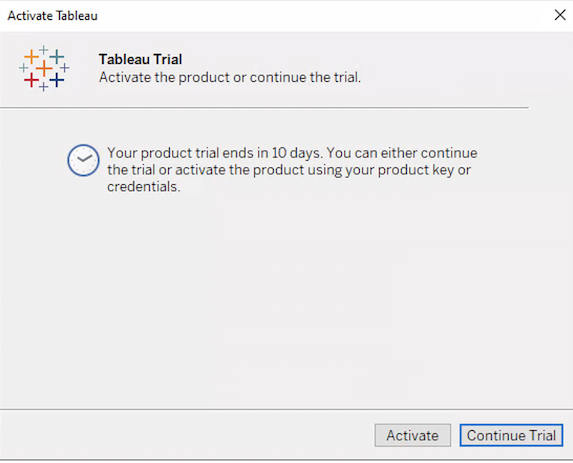 Activate Tableau
Tableau Trial
Activate the product or continue the trial.
Your product trial ends in 10 days. You can either continue
the trial or activate the product using your product key or
credentials.
Activate
Continue Trial